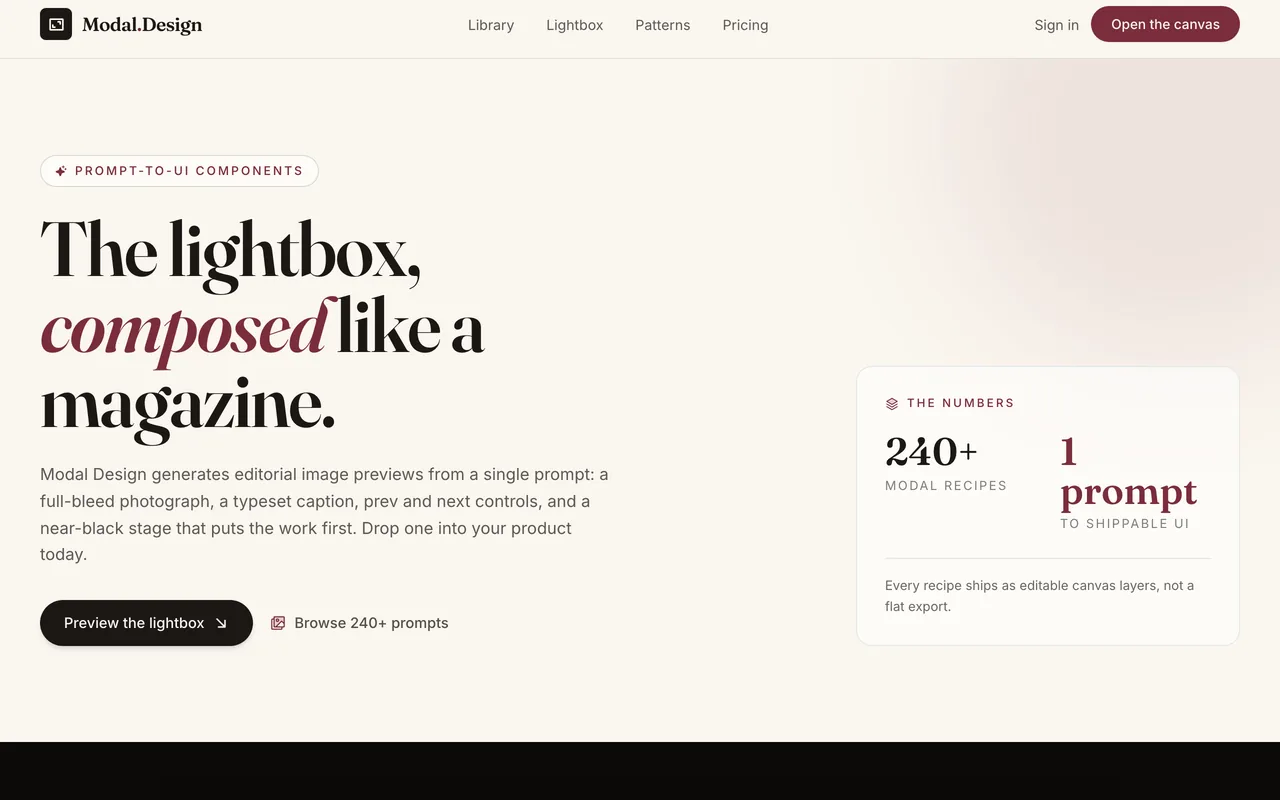 Modal.Design
Library
Lightbox
Patterns
Pricing
Sign in
Open the canvas
PROMPT-TO-UI COMPONENTS
The lightbox,
composed like a
magazine.
Modal Design generates editorial image previews from a single prompt: a
full-bleed photograph, a typeset caption, prev and next controls, and a
near-black stage that puts the work first. Drop one into your product
today.
Preview the lightbox
Browse 240+ prompts
THE NUMBERS
240+
MODAL RECIPES
1
prompt
TO SHIPPABLE UI
Every recipe ships as editable canvas layers, not a
flat export.